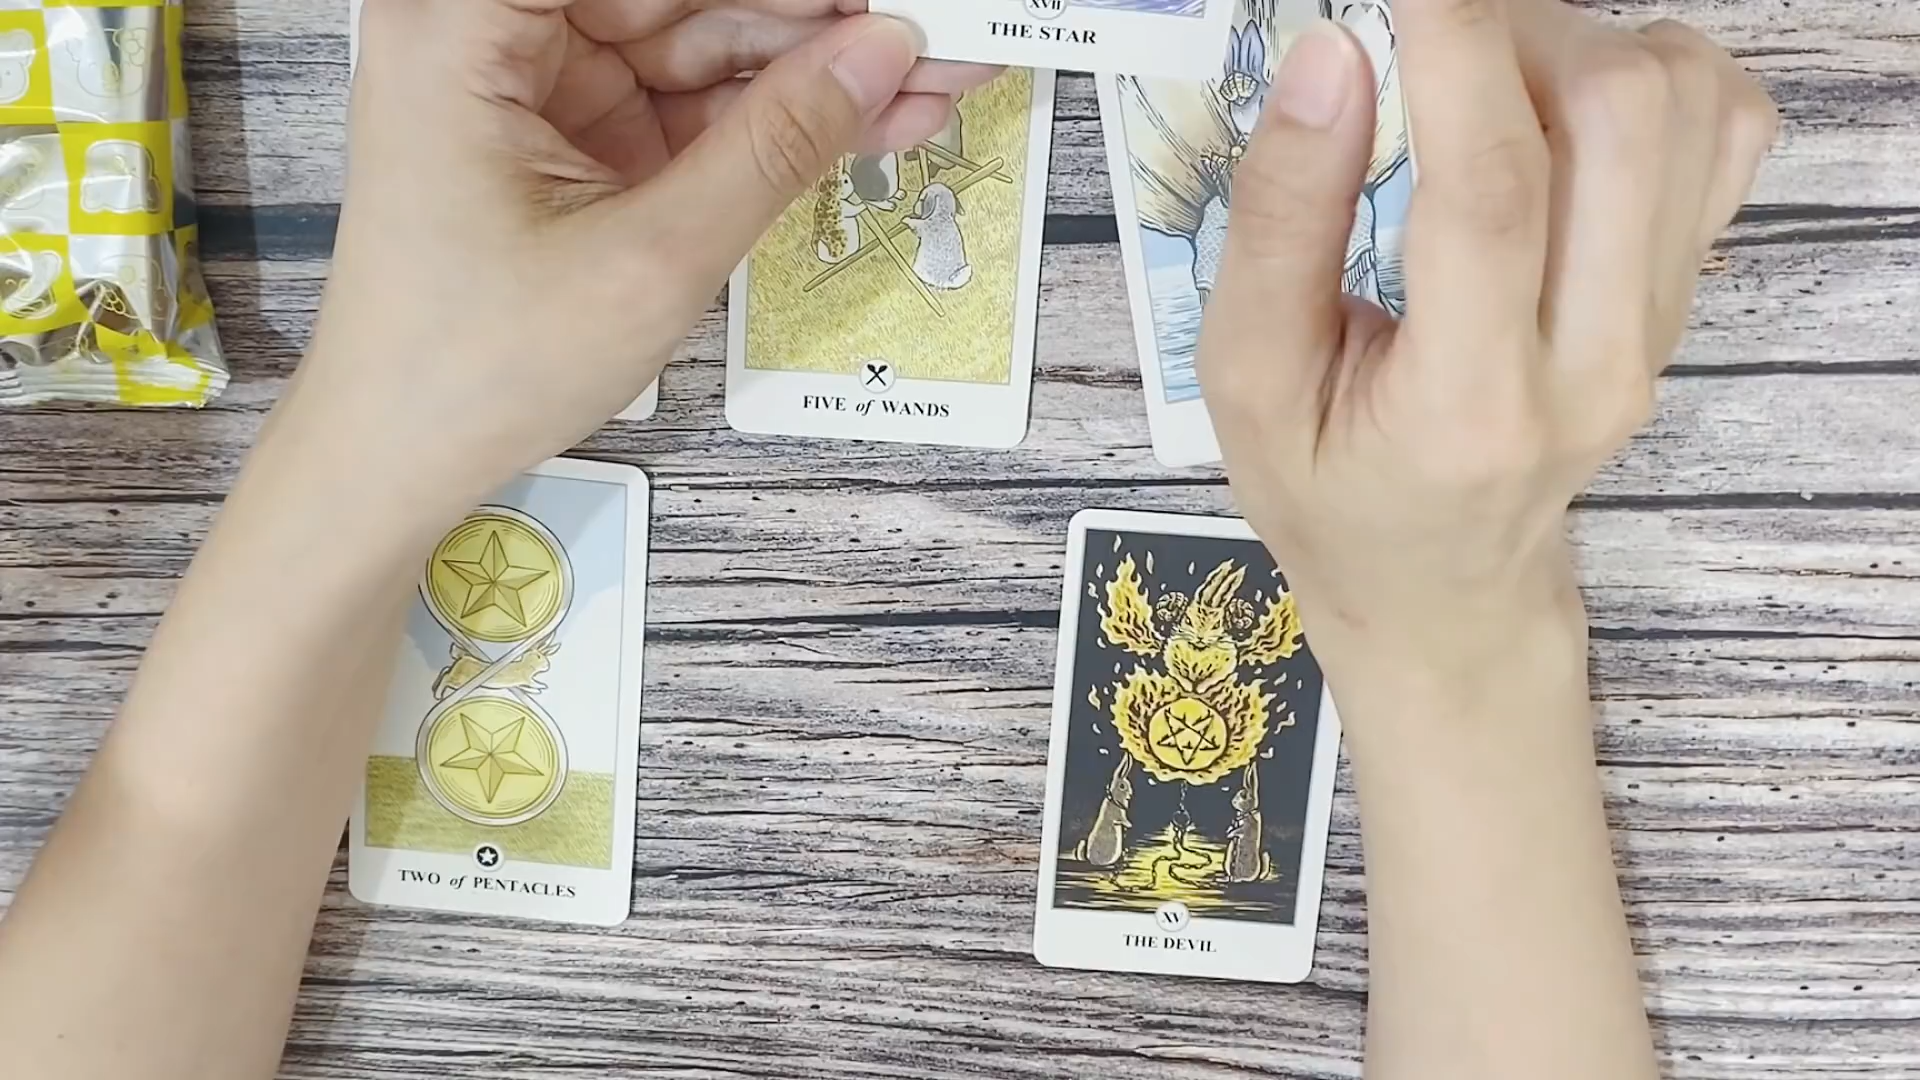 XVII
THE STAR
FIVE of WANDS
TWO of PENTACLES
XV
THE DEVIL